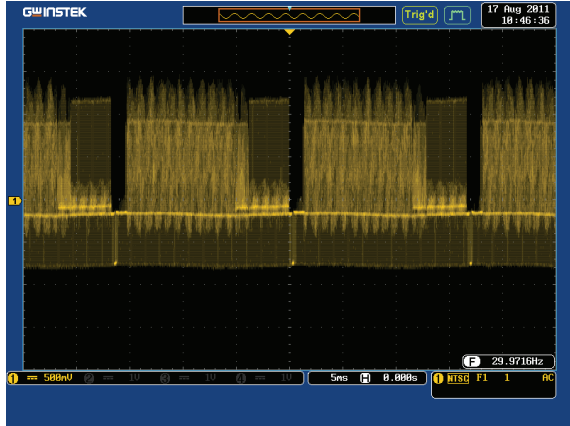 GWINSTEK
Trig'd
17 Aug 2011
10:46:36
1
F 29.9716Hz
1 500mV 2 1V 3 1V 4 1V 5ms H 0.000s 1 NTSC F1 1 AC